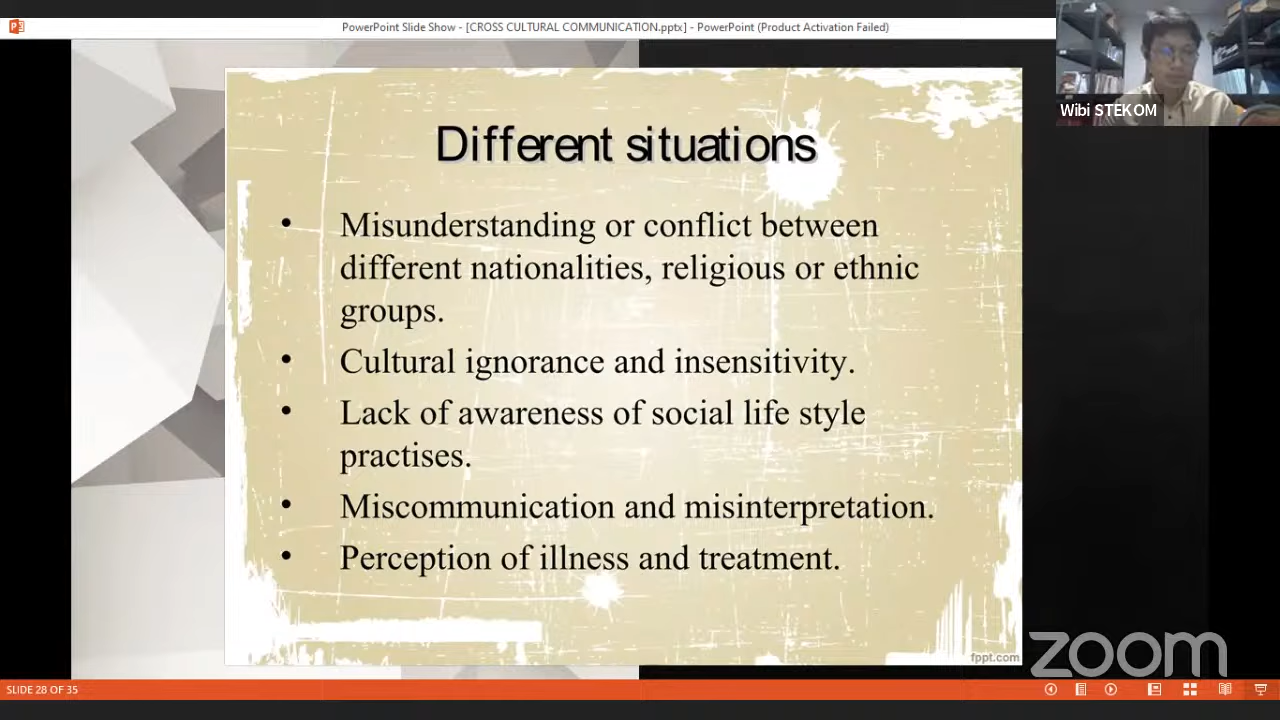 PowerPoint Slide Show - [CROSS CULTURAL COMMUNICATION.pptx] - PowerPoint (Product Activation Failed)
Wibi STEKOM
Different situations
• Misunderstanding or conflict between
different nationalities, religious or ethnic
groups.
• Cultural ignorance and insensitivity.
• Lack of awareness of social life style
practises.
• Miscommunication and misinterpretation.
• Perception of illness and treatment.
fppt.com
zoom
SLIDE 28 OF 35